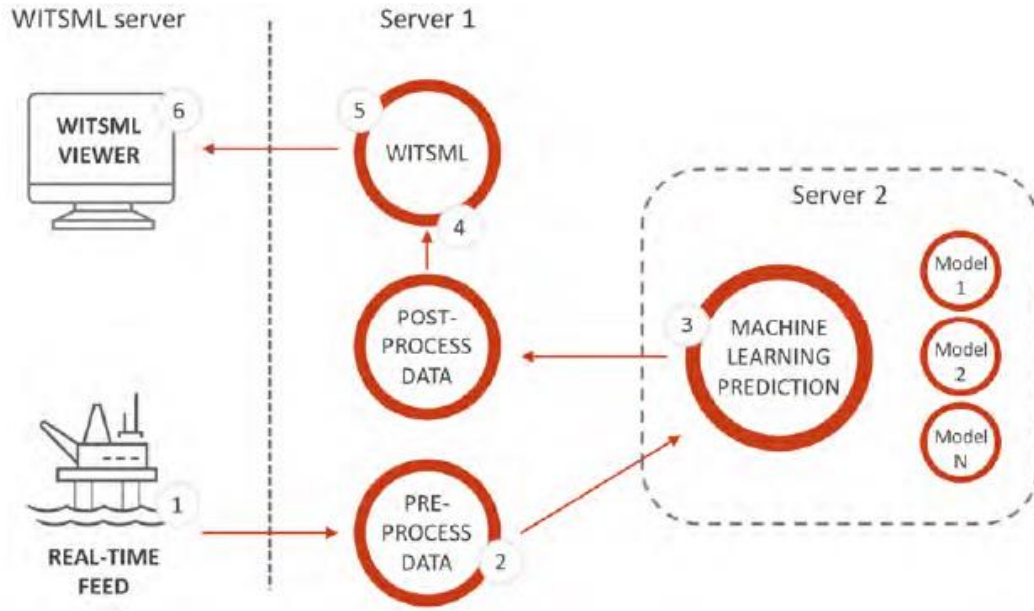 WITSML server
Server 1
6
WITSML
VIEWER
5
WITSML
4
Server 2
Model
1
3
MACHINE
LEARNING
PREDICTION
POST-
PROCESS
DATA
Model
2
Model
N
1
REAL-TIME
FEED
PRE-
PROCESS
DATA
2